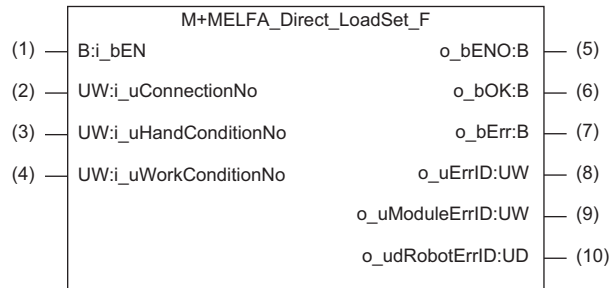 M+MELFA_Direct_LoadSet_F
(1) B:i_bEN o_bENO:B (5)
(2) UW:i_uConnectionNo o_bOK:B (6)
(3) UW:i_uHandConditionNo o_bErr:B (7)
(4) UW:i_uWorkConditionNo o_uErrID:UW (8)
o_uModuleErrID:UW (9)
o_udRobotErrID:UD (10)